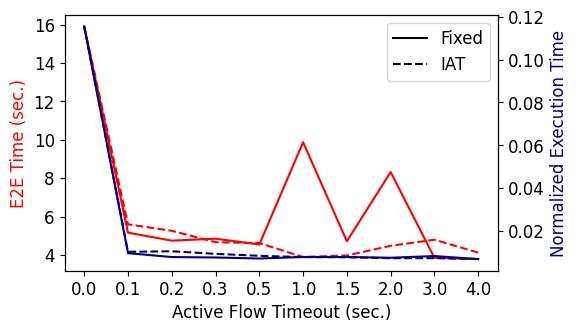 16
14
12
10
8
6
4
E2E Time (sec.)
0.12
0.10
0.08
0.06
0.04
0.02
Normalized Execution Time
Fixed
IAT
0.0 0.1 0.2 0.3 0.5 1.0 1.5 2.0 3.0 4.0
Active Flow Timeout (sec.)